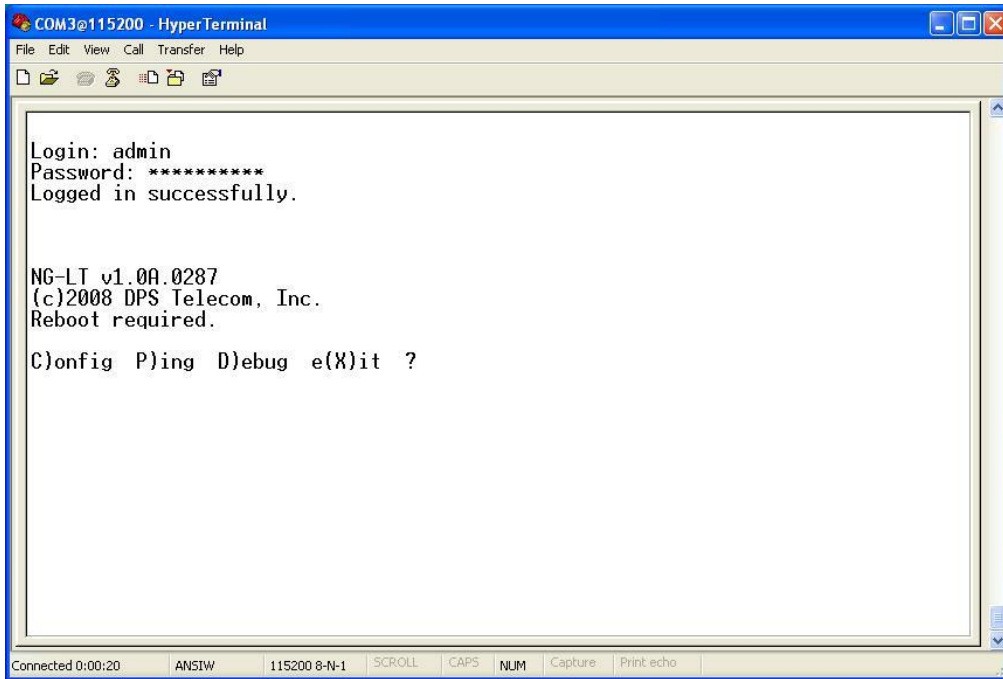 COM3@115200 - HyperTerminal
File Edit View Call Transfer Help
Login: admin
Password: **********
Logged in successfully.
NG-LT v1.0A.0287
(c)2008 DPS Telecom, Inc.
Reboot required.
C)onfig P)ing D)ebug e(X)it ?
Connected 0:00:20 ANSIW 115200 8-N-1 SCROLL CAPS NUM Capture Print echo